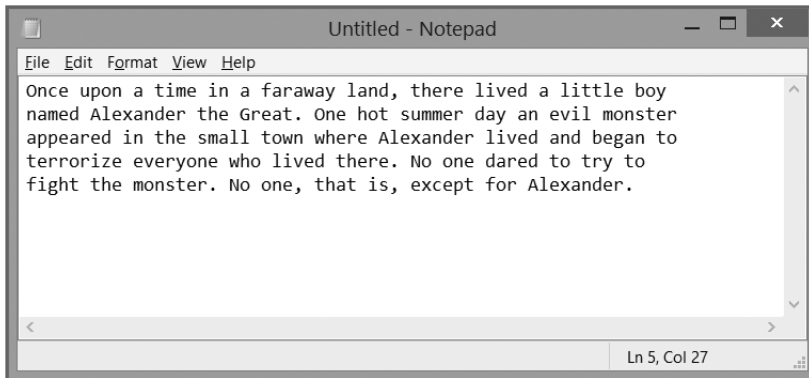 Untitled - Notepad
File Edit Format View Help
Once upon a time in a faraway land, there lived a little boy
named Alexander the Great. One hot summer day an evil monster
appeared in the small town where Alexander lived and began to
terrorize everyone who lived there. No one dared to try to
fight the monster. No one, that is, except for Alexander.
Ln 5, Col 27